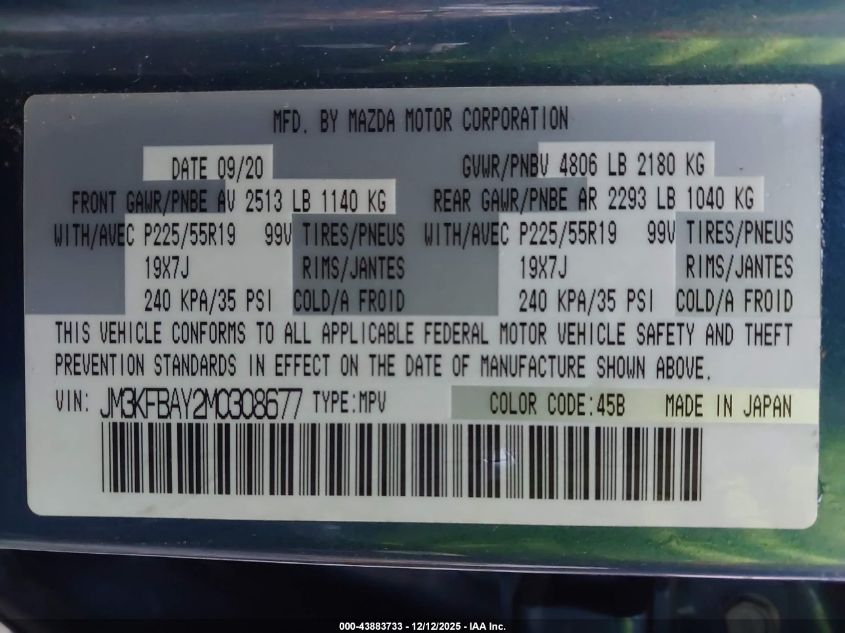 MFD. BY MAZDA MOTOR CORPORATION
DATE 09/20 GVWR/PNBV 4806 LB 2180 KG
FRONT GAWR/PNBE AV 2513 LB 1140 KG REAR GAWR/PNBE AR 2293 LB 1040 KG
WITH/AVEC P225/55R19 99V TIRES/PNEUS WITH/AVEC P225/55R19 99V TIRES/PNEUS
19X7J RIMS/JANTES 19X7J RIMS/JANTES
240 KPA/35 PSI COLD/A FROID 240 KPA/35 PSI COLD/A FROID
THIS VEHICLE CONFORMS TO ALL APPLICABLE FEDERAL MOTOR VEHICLE SAFETY AND THEFT
PREVENTION STANDARDS IN EFFECT ON THE DATE OF MANUFACTURE SHOWN ABOVE.
VIN: JM3KFBAY2M0308677 TYPE:MPV COLOR CODE:45B MADE IN JAPAN
000-43883733 - 12/12/2025 - IAA Inc.